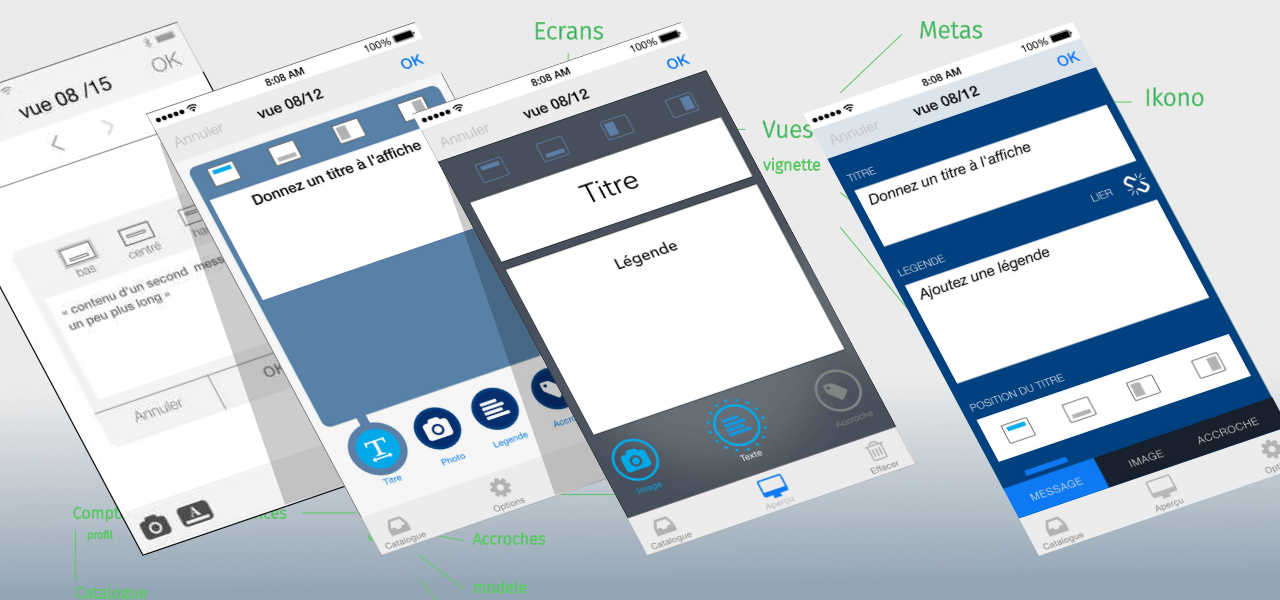 Ecrans
Metas
Ikono
Vues
vignette
OK
vue 08 /15
bas
centré
« contenu d'un second mess
un peu plus long »
Annuler
OK
100%
8:08 AM
OK
vue 08/12
Annuler
Donnez un titre à l'affiche
Titre
Photo
Legende
Accro
Options
Catalogue
100%
8:08 AM
OK
vue 08/12
Annuler
Titre
Légende
Image
Texte
Accroche
Effacer
Aperçu
Catalogue
100%
8:08 AM
OK
vue 08/12
Annuler
TITRE
Donnez un titre à l'affiche
LIER
LEGENDE
Ajoutez une légende
POSITION DU TITRE
MESSAGE
IMAGE
ACCROCHE
Opt
Aperçu
Catalogue
Compt
ces
profil
Accroches
modele
Catalogue